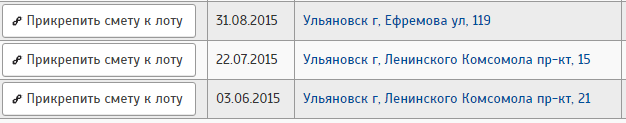 Прикрепить смету к лоту 31.08.2015 Ульяновск г, Ефремова ул, 119
Прикрепить смету к лоту 22.07.2015 Ульяновск г, Ленинского Комсомола пр-кт, 15
Прикрепить смету к лоту 03.06.2015 Ульяновск г, Ленинского Комсомола пр-кт, 21